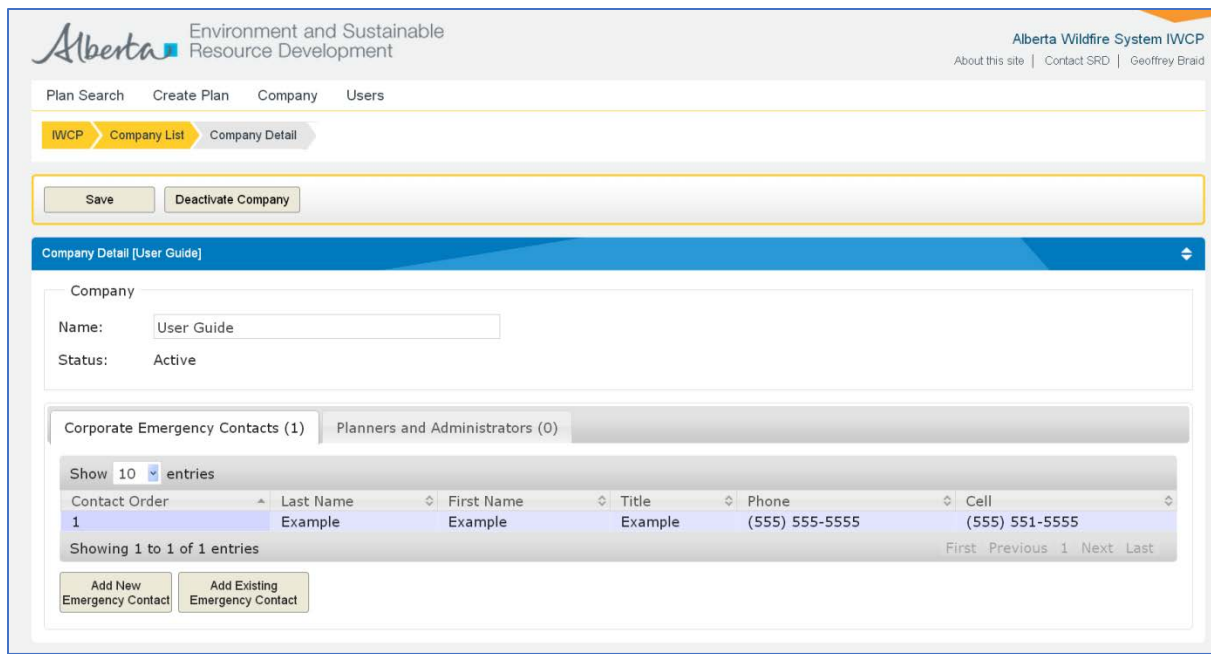 Alberta
Environment and Sustainable
Resource Development
Alberta Wildfire System IWCP
About this site | Contact SRD | Geoffrey Braid
Plan Search Create Plan Company Users
IWCP Company List Company Detail
Save Deactivate Company
Company Detail [User Guide]
Company
Name: User Guide
Status: Active
Corporate Emergency Contacts (1) Planners and Administrators (0)
Show 10 entries
Contact Order Last Name First Name Title Phone Cell
1 Example Example Example (555) 555-5555 (555) 551-5555
Showing 1 to 1 of 1 entries First Previous 1 Next Last
Add New Add Existing
Emergency Contact Emergency Contact